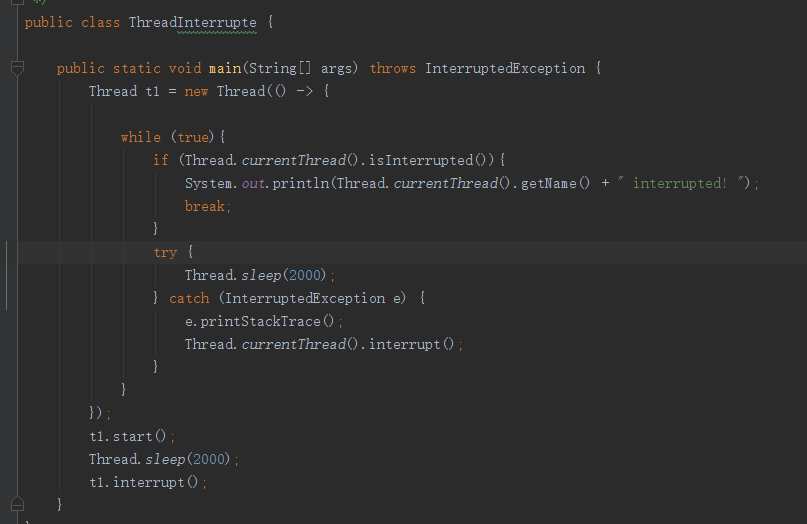 */
public class ThreadInterrupte {
public static void main(String[] args) throws InterruptedException {
Thread t1 = new Thread(() -> {
while (true){
if (Thread.currentThread().isInterrupted()){
System.out.println(Thread.currentThread().getName() + " interrupted! ");
break;
}
try {
Thread.sleep(2000);
} catch (InterruptedException e) {
e.printStackTrace();
Thread.currentThread().interrupt();
}
}
});
t1.start();
Thread.sleep(2000);
t1.interrupt();
}